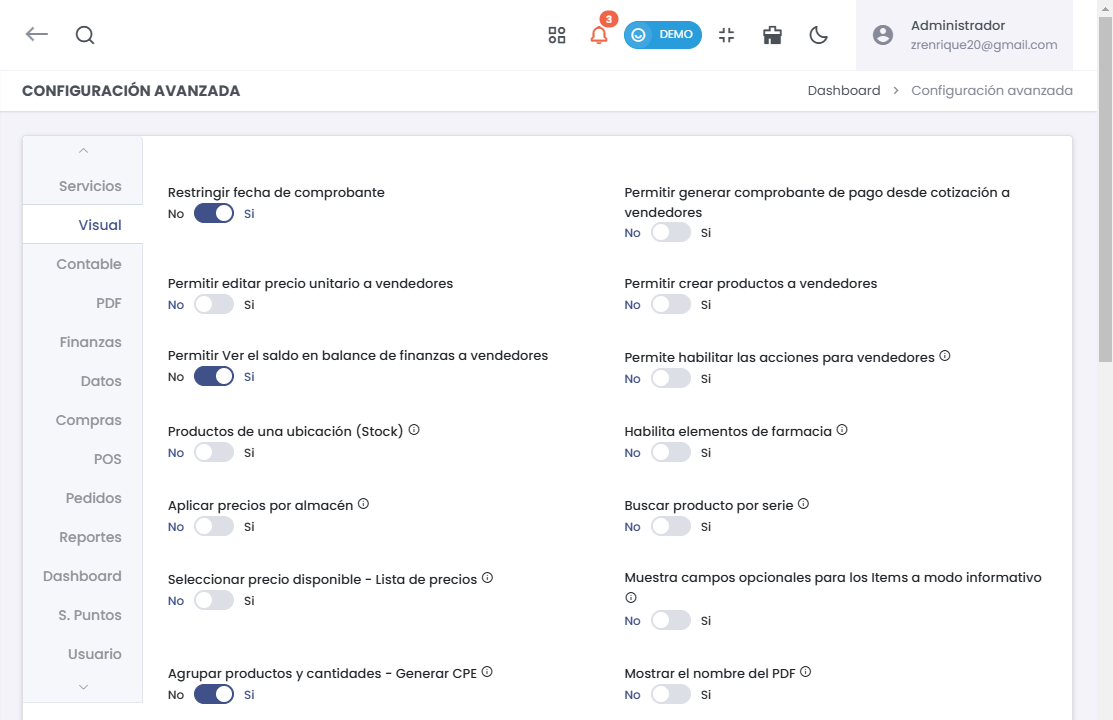 3
DEMO
Administrador
zrenrique20@gmail.com
CONFIGURACIÓN AVANZADA
Dashboard > Configuración avanzada
Servicios
Visual
Contable
PDF
Finanzas
Datos
Compras
POS
Pedidos
Reportes
Dashboard
S. Puntos
Usuario
Restringir fecha de comprobante
No Si
Permitir generar comprobante de pago desde cotización a
vendedores
No Si
Permitir editar precio unitario a vendedores
No Si
Permitir crear productos a vendedores
No Si
Permitir Ver el saldo en balance de finanzas a vendedores
No Si
Permite habilitar las acciones para vendedores
No Si
Productos de una ubicación (Stock)
No Si
Habilita elementos de farmacia
No Si
Aplicar precios por almacén
No Si
Buscar producto por serie
No Si
Seleccionar precio disponible - Lista de precios
No Si
Muestra campos opcionales para los Items a modo informativo
No Si
Agrupar productos y cantidades - Generar CPE
No Si
Mostrar el nombre del PDF
No Si